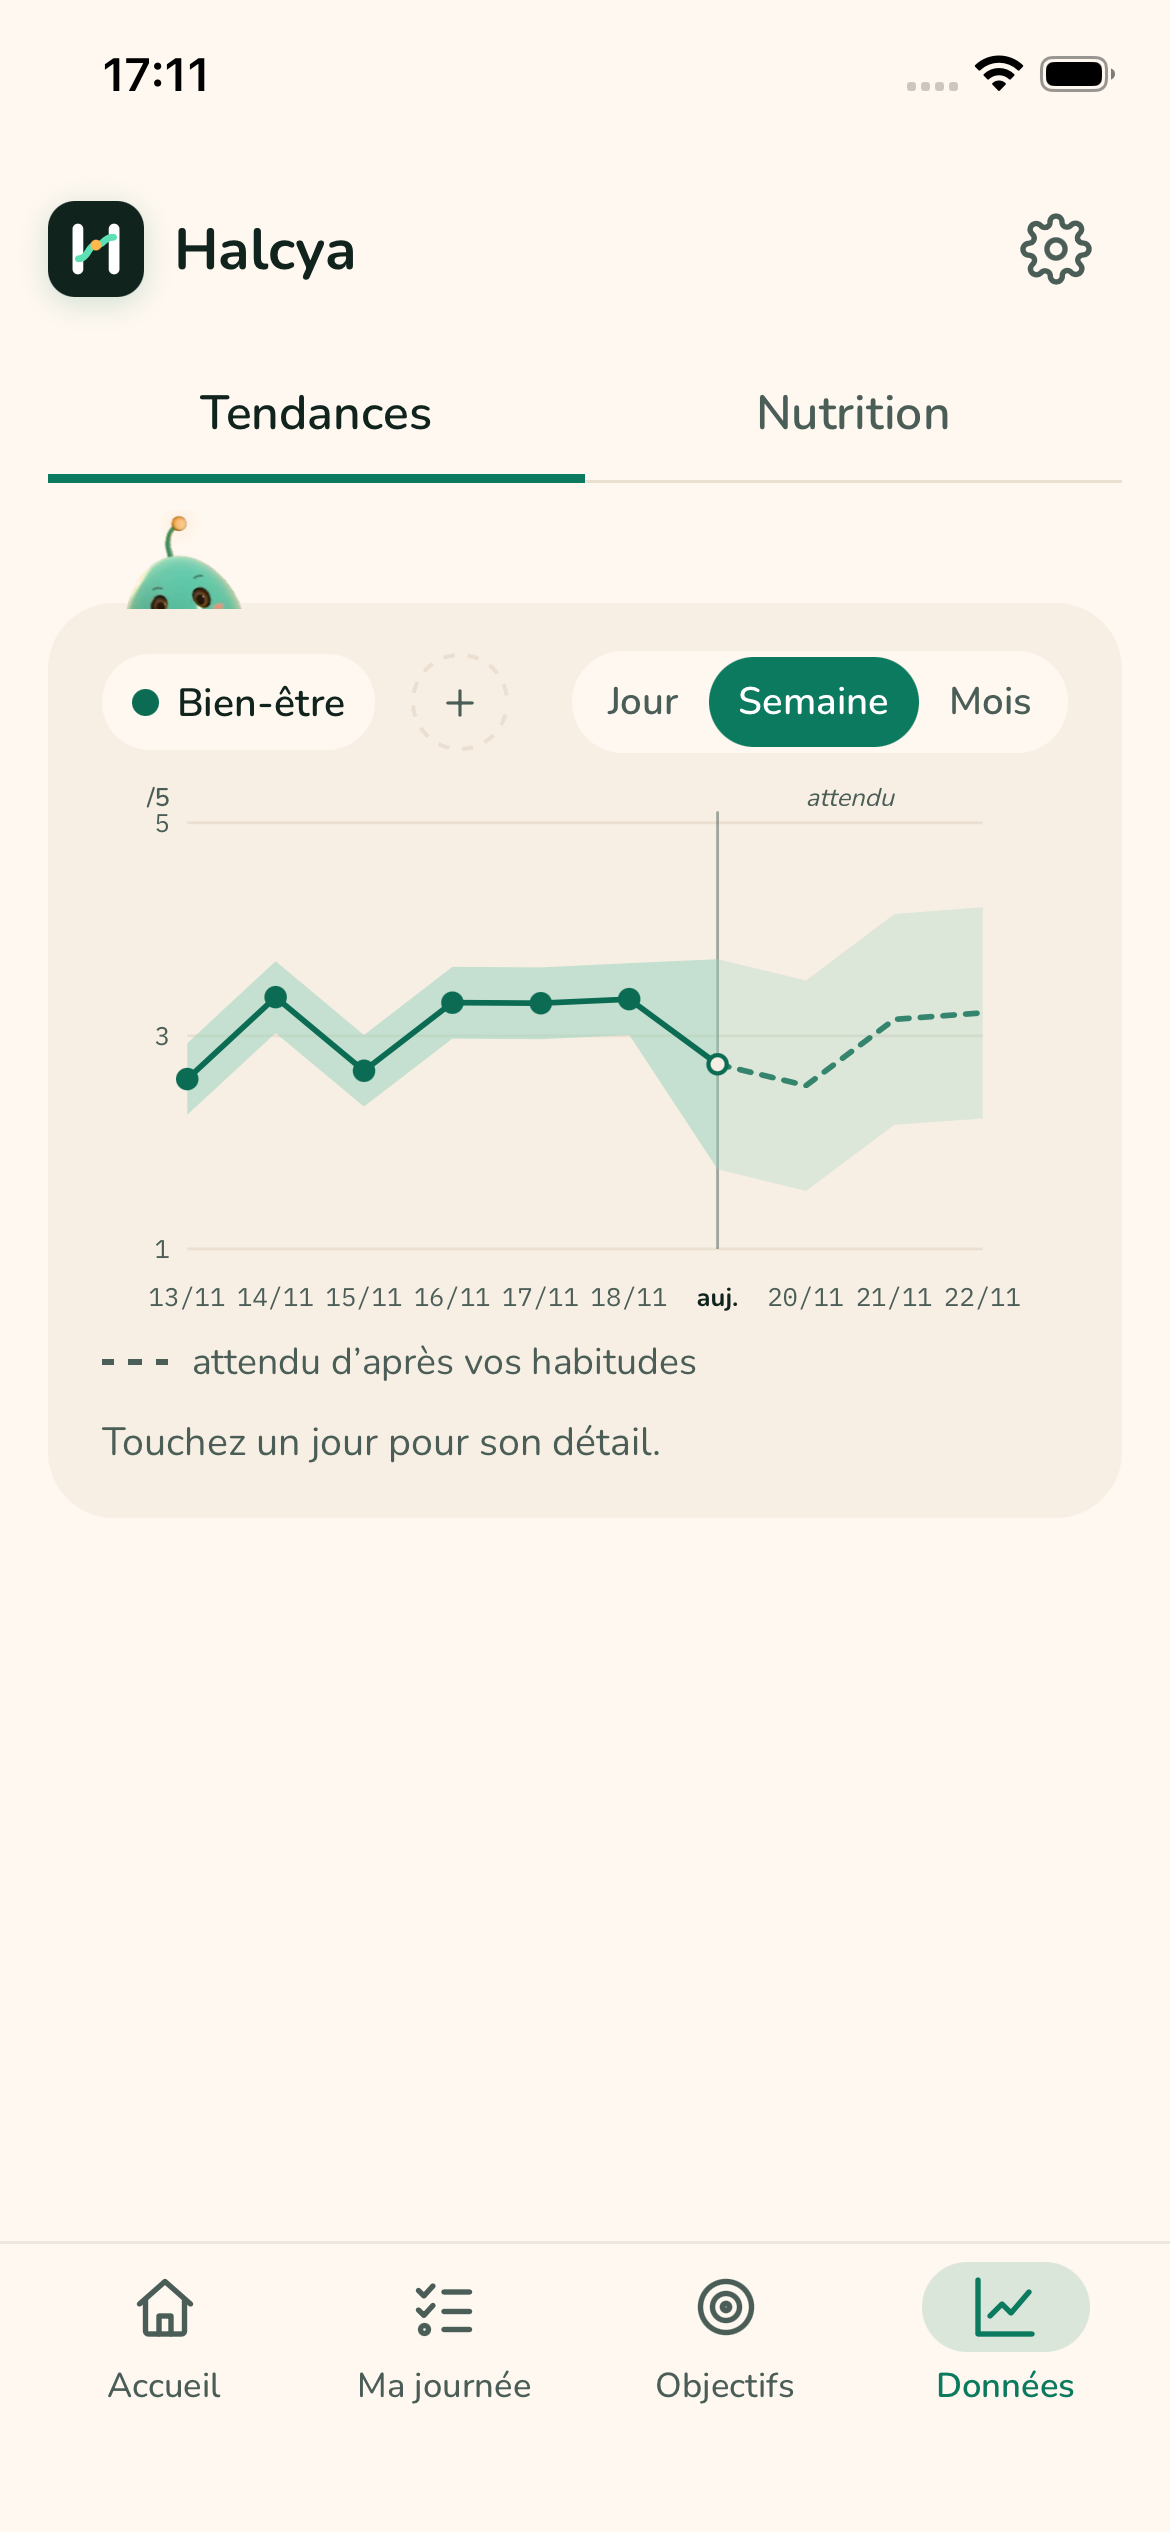 17:11
Halcya
Tendances Nutrition
Bien-être + Jour Semaine Mois
/5 attendu
5
3
1
13/11 14/11 15/11 16/11 17/11 18/11 auj. 20/11 21/11 22/11
attendu d’après vos habitudes
Touchez un jour pour son détail.
Accueil Ma journée Objectifs Données